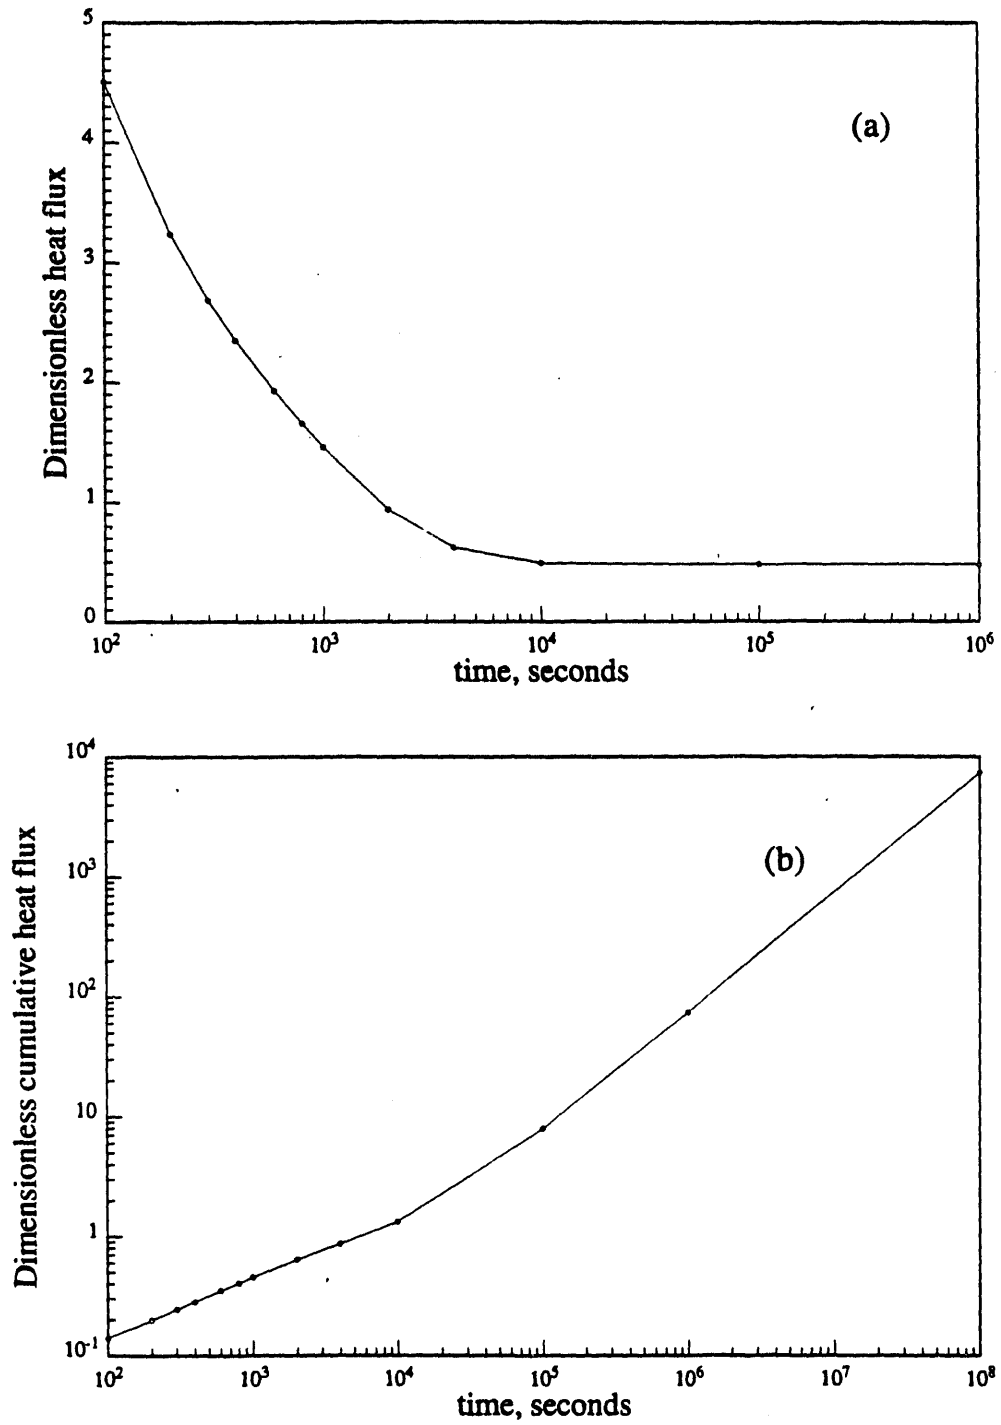 5
4
3
2
1
0
Dimensionless heat flux
(a)
10² 10³ 10⁴ 10⁵ 10⁶
time, seconds
10⁴
10³
10²
10
1
10⁻¹
Dimensionless cumulative heat flux
(b)
10² 10³ 10⁴ 10⁵ 10⁶ 10⁷ 10⁸
time, seconds